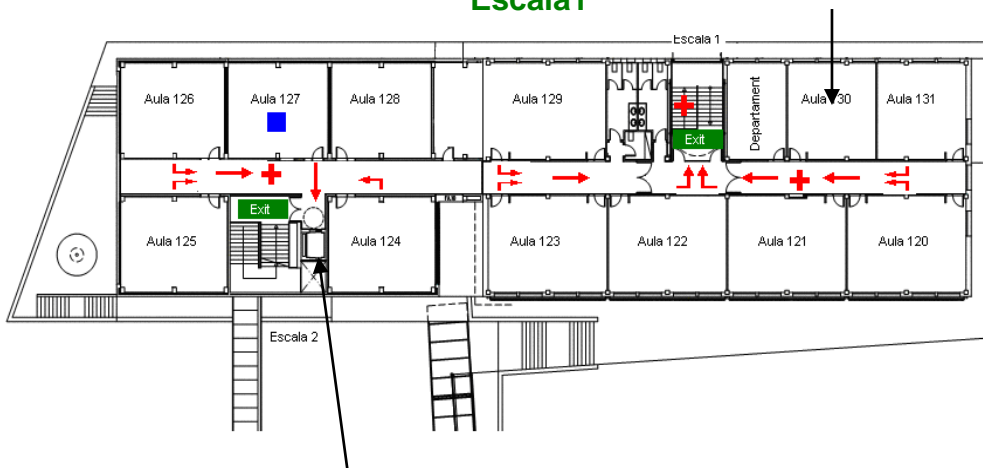 Escala1
Escala 1
Aula 126
Aula 127
Aula 128
Aula 129
Departament
Aula 130
Aula 131
Exit
Exit
Aula 125
Aula 124
Aula 123
Aula 122
Aula 121
Aula 120
Escala 2